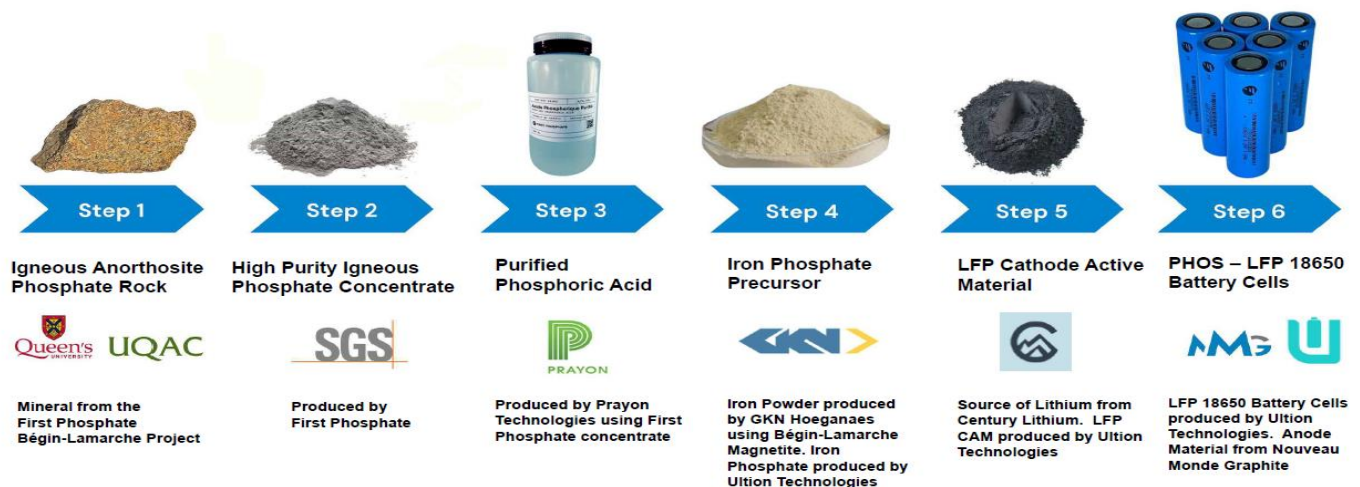 Step 1
Step 2
Step 3
Step 4
Step 5
Step 6
Igneous Anorthosite
Phosphate Rock
High Purity Igneous
Phosphate Concentrate
Purified
Phosphoric Acid
Iron Phosphate
Precursor
LFP Cathode Active
Material
PHOS – LFP 18650
Battery Cells
Queen's
UNIVERSITY
UQAC
SGS
PRAYON
GKN
NMG
U
Mineral from the
First Phosphate
Bégin-Lamarche Project
Produced by
First Phosphate
Produced by Prayon
Technologies using First
Phosphate concentrate
Iron Powder produced
by GKN Hoeganaes
using Bégin-Lamarche
Magnetite. Iron
Phosphate produced by
Ultion Technologies
Source of Lithium from
Century Lithium. LFP
CAM produced by Ultion
Technologies
LFP 18650 Battery Cells
produced by Ultion
Technologies. Anode
Material from Nouveau
Monde Graphite